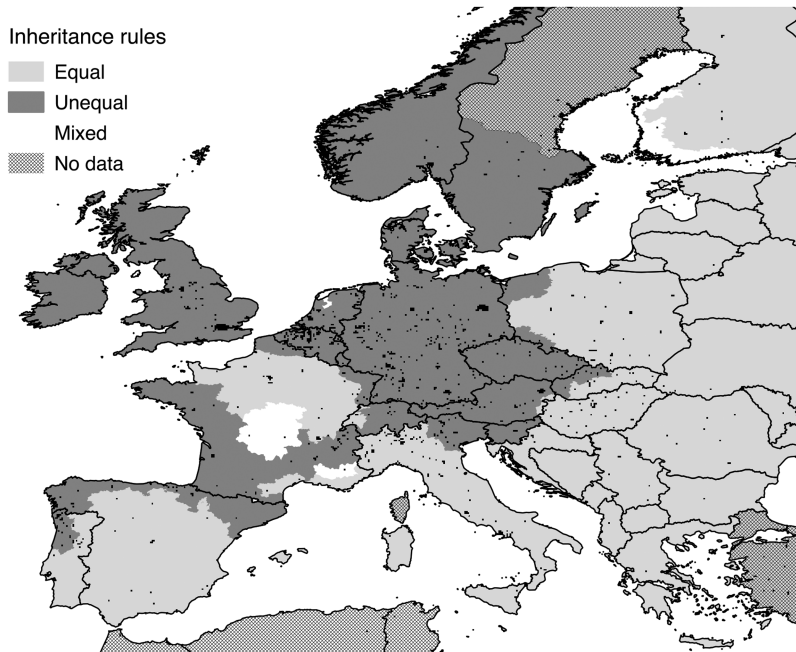 Inheritance rules
Equal
Unequal
Mixed
No data